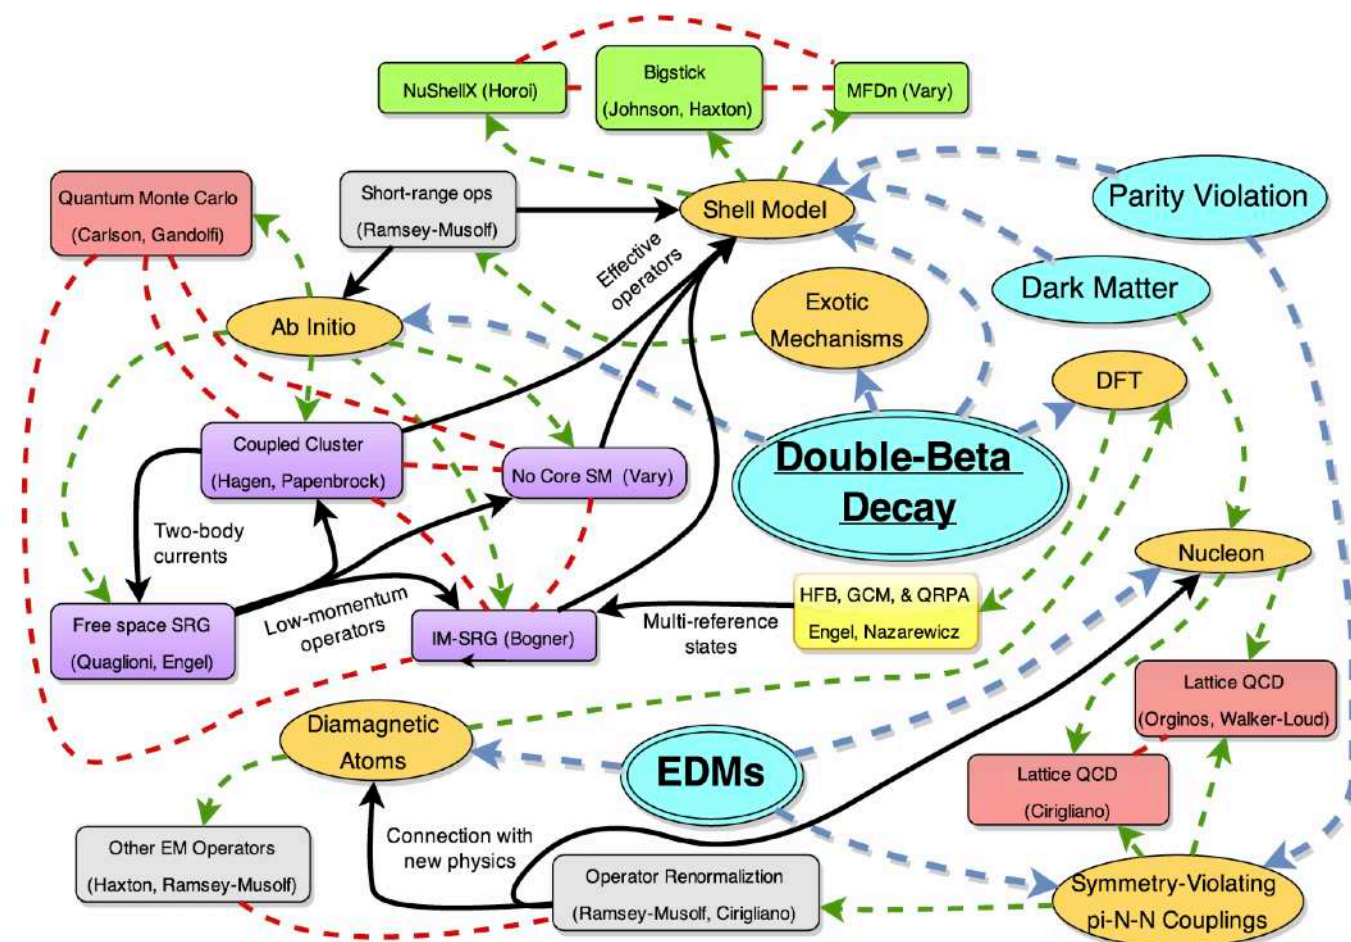 NuShellX (Horoi)
Bigstick
(Johnson, Haxton)
MFDn (Vary)
Quantum Monte Carlo
(Carlson, Gandolfi)
Short-range ops
(Ramsey-Musolf)
Shell Model
Parity Violation
Effective
operators
Dark Matter
Ab Initio
Exotic
Mechanisms
DFT
Coupled Cluster
(Hagen, Papenbrock)
No Core SM (Vary)
Double-Beta
Decay
Two-body
currents
Nucleon
Free space SRG
(Quaglioni, Engel)
Low-momentum
operators
IM-SRG (Bogner)
Multi-reference
states
HFB, GCM, & QRPA
Engel, Nazarewicz
Lattice QCD
(Orginos, Walker-Loud)
Diamagnetic
Atoms
EDMs
Lattice QCD
(Cirigliano)
Other EM Operators
(Haxton, Ramsey-Musolf)
Connection with
new physics
Operator Renormaliztion
(Ramsey-Musolf, Cirigliano)
Symmetry-Violating
pi-N-N Couplings